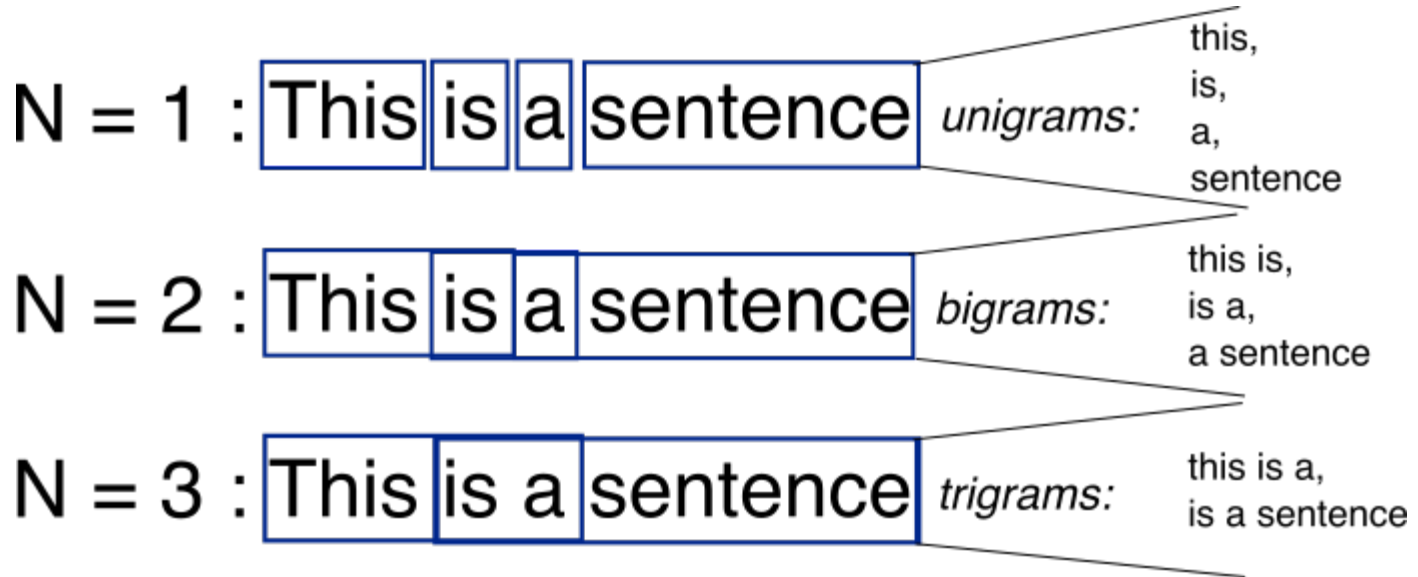 N = 1 : This is a sentence unigrams:
this,
is,
a,
sentence
N = 2 : This is a sentence bigrams:
this is,
is a,
a sentence
N = 3 : This is a sentence trigrams:
this is a,
is a sentence